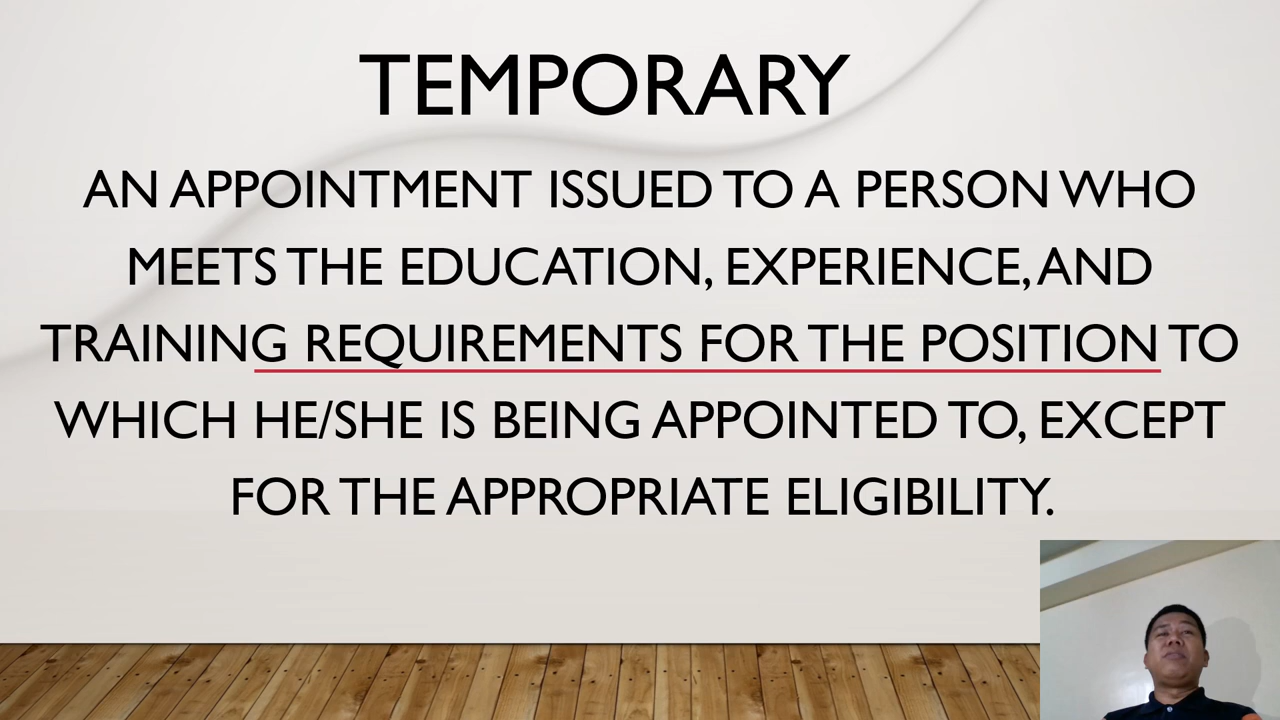 TEMPORARY
AN APPOINTMENT ISSUED TO A PERSON WHO
MEETS THE EDUCATION, EXPERIENCE, AND
TRAINING REQUIREMENTS FOR THE POSITION TO
WHICH HE/SHE IS BEING APPOINTED TO, EXCEPT
FOR THE APPROPRIATE ELIGIBILITY.